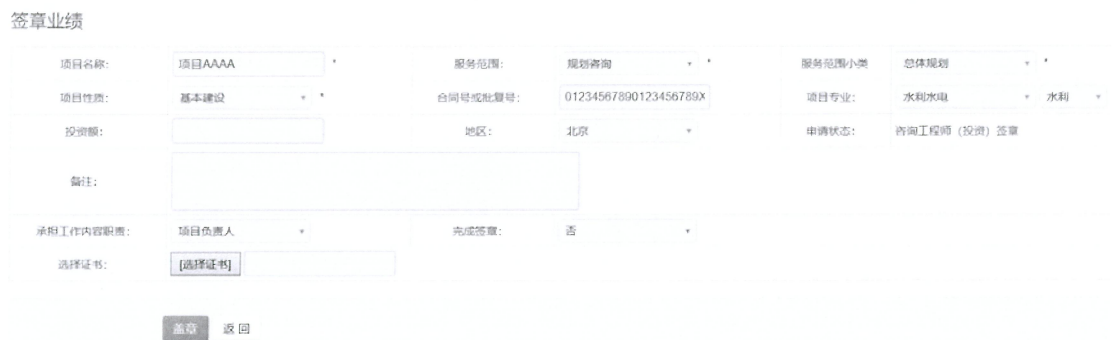 签章业绩
项目名称: 项目AAAA * 服务范围: 规划咨询 * 服务范围小类 总体规划 *
项目性质: 基本建设 * 合同号或批复号: 01234567890123456789X 项目专业: 水利水电 水利
投资额: 地区: 北京 申请状态: 咨询工程师（投资）签章
备注:
承担工作内容职责: 项目负责人 完成签章: 否
选择证书: [选择证书]
盖章 返回